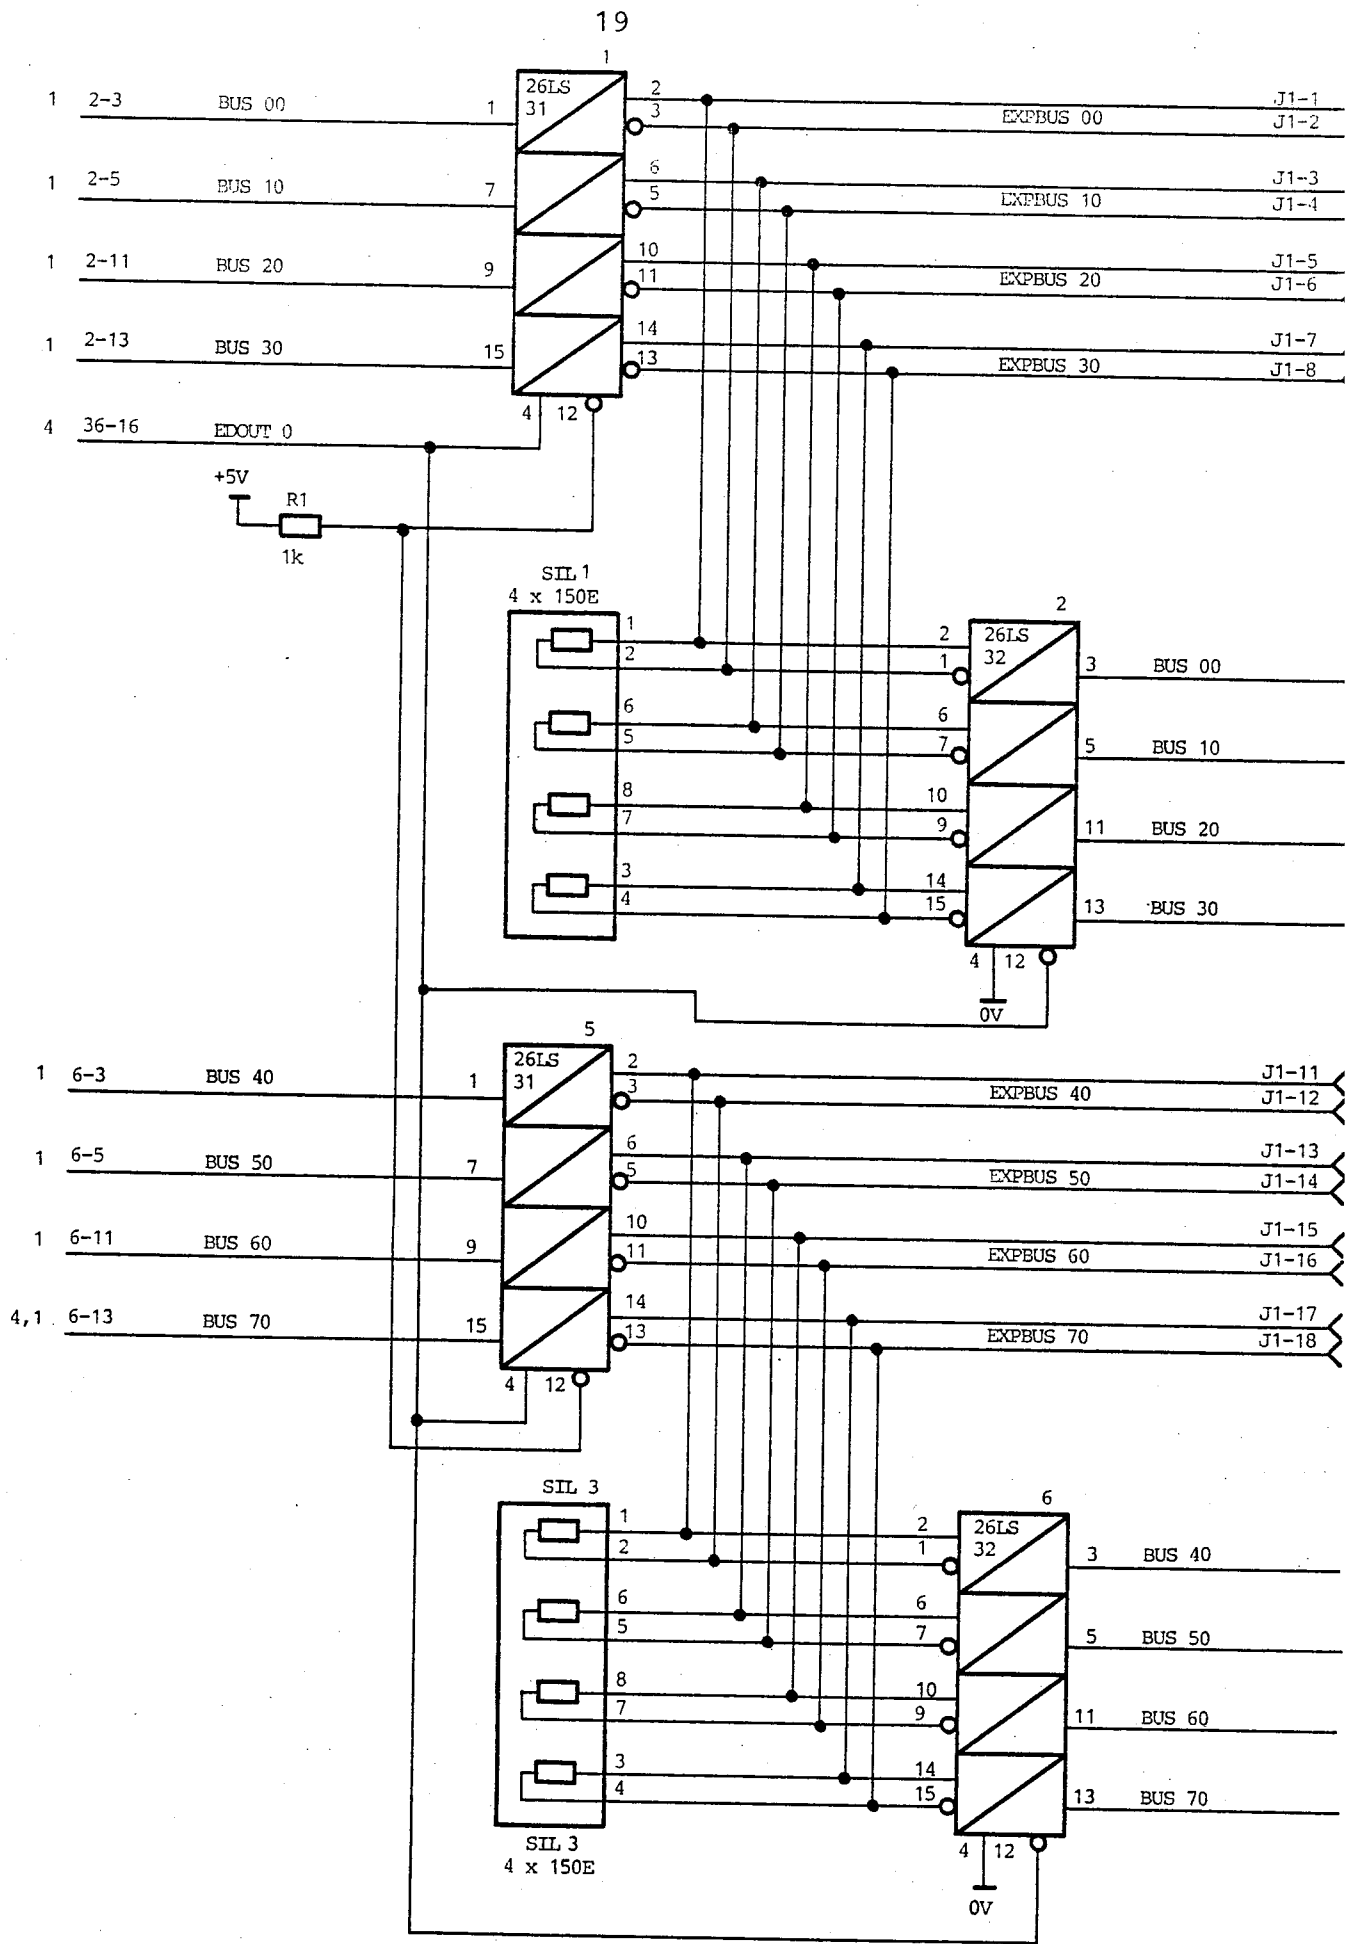 19
1
1 2-3 BUS 00 1 26LS 31 2 3 EXPBUS 00 J1-1 J1-2
1 2-5 BUS 10 7 6 5 EXPBUS 10 J1-3 J1-4
1 2-11 BUS 20 9 10 11 EXPBUS 20 J1-5 J1-6
1 2-13 BUS 30 15 14 13 EXPBUS 30 J1-7 J1-8
4 12
4 36-16 EDOUT 0
+5V
R1
1k
SIL 1
4 x 150E
2
1 2 2 1 26LS 32 3 BUS 00
6 5 6 7 5 BUS 10
8 7 10 9 11 BUS 20
3 4 14 15 13 BUS 30
4 12
0V
5
1 6-3 BUS 40 1 26LS 31 2 3 EXPBUS 40 J1-11 J1-12
1 6-5 BUS 50 7 6 5 EXPBUS 50 J1-13 J1-14
1 6-11 BUS 60 9 10 11 EXPBUS 60 J1-15 J1-16
4,1 6-13 BUS 70 15 14 13 EXPBUS 70 J1-17 J1-18
4 12
SIL 3
6
1 2 2 1 26LS 32 3 BUS 40
6 5 6 7 5 BUS 50
8 7 10 9 11 BUS 60
3 4 14 15 13 BUS 70
SIL 3
4 x 150E
4 12
0V